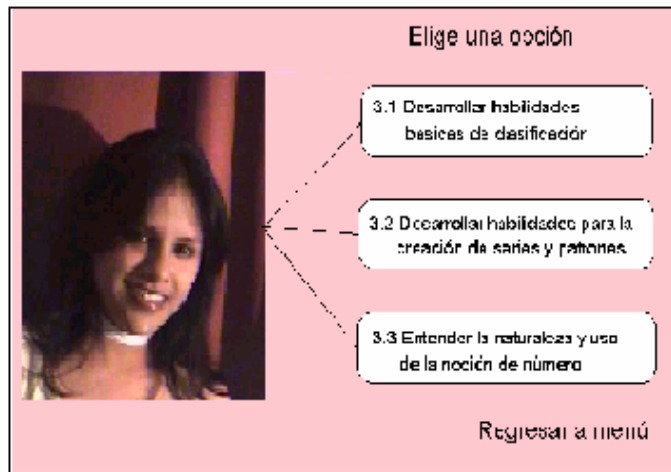 Elige una opción
3.1 Desarrollar habilidades
basicas de clasificación
3.2 Desarrollar habilidades para la
creación de series y patrones
3.3 Entender la naturaleza y uso
de la noción de número
Regresar a menú